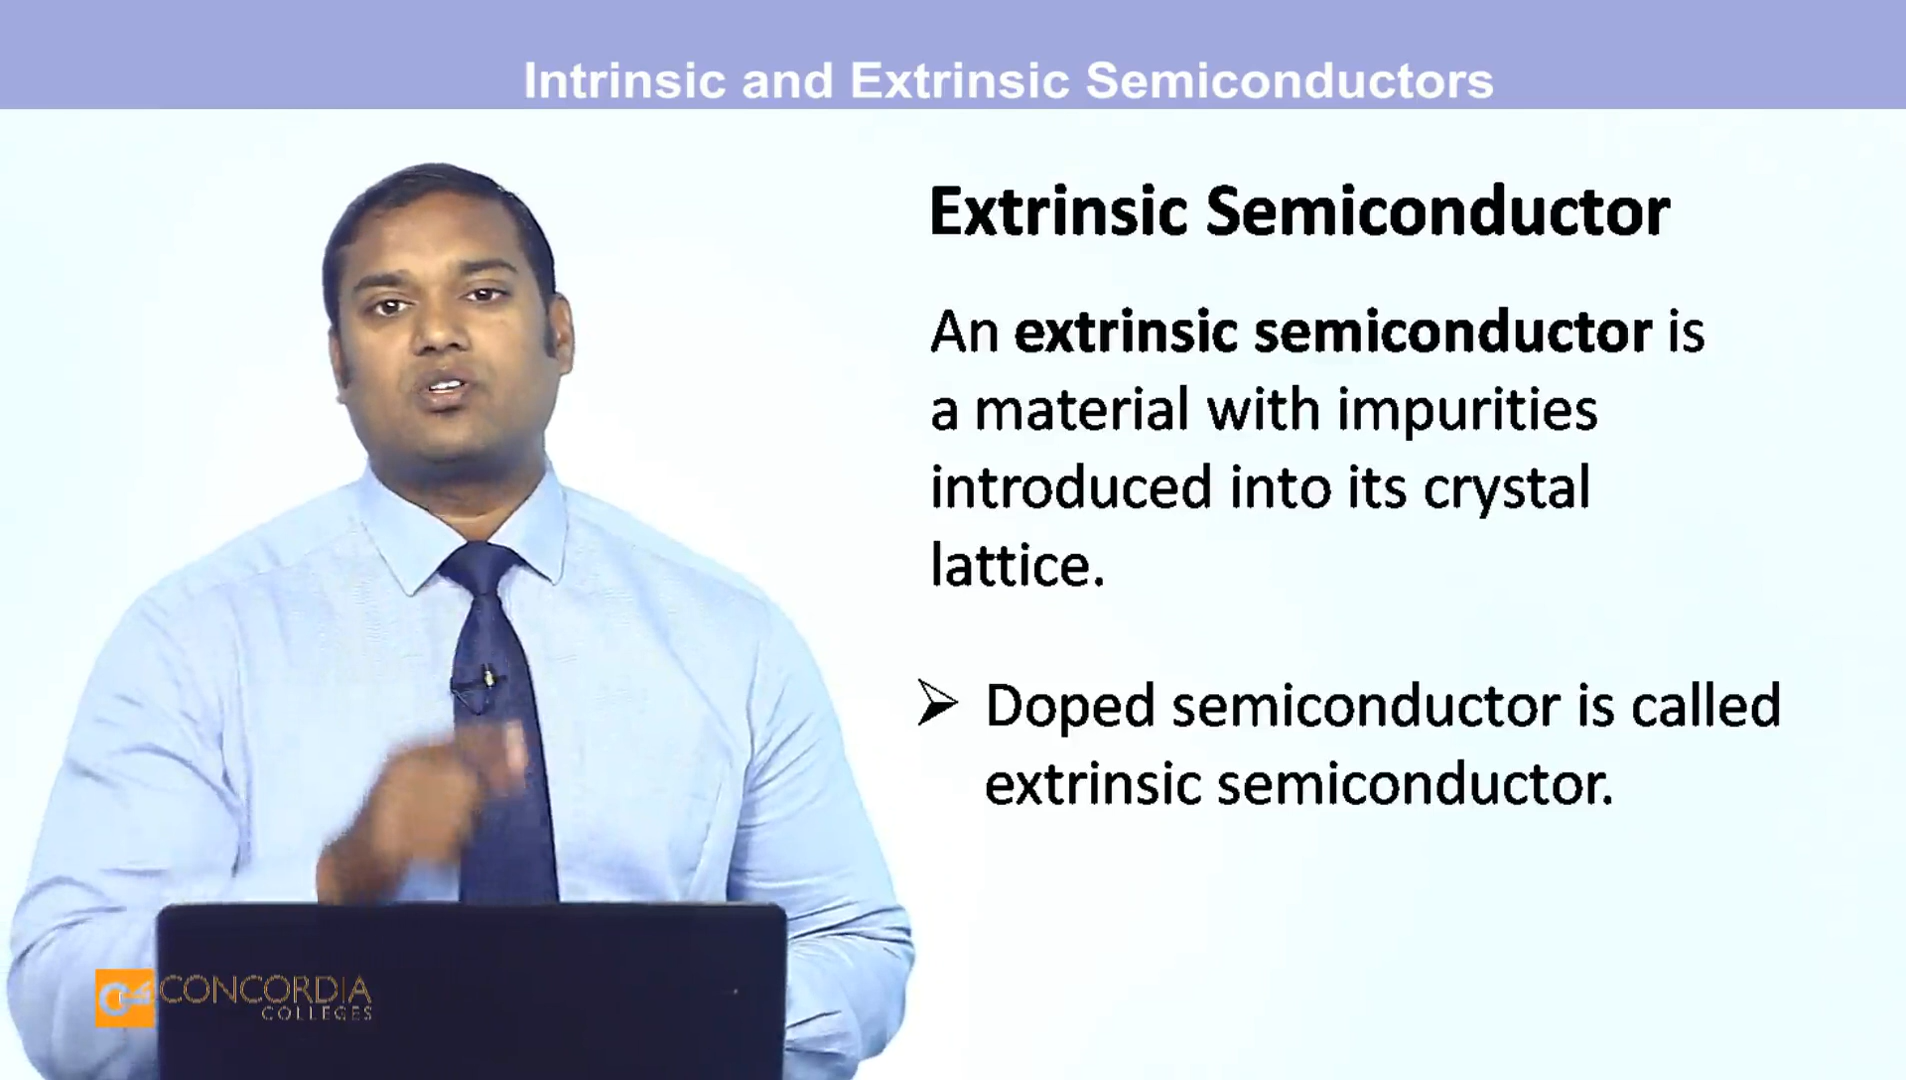 Intrinsic and Extrinsic Semiconductors
Extrinsic Semiconductor
An extrinsic semiconductor is
a material with impurities
introduced into its crystal
lattice.
Doped semiconductor is called
extrinsic semiconductor.
CONCORDIA
COLLEGES